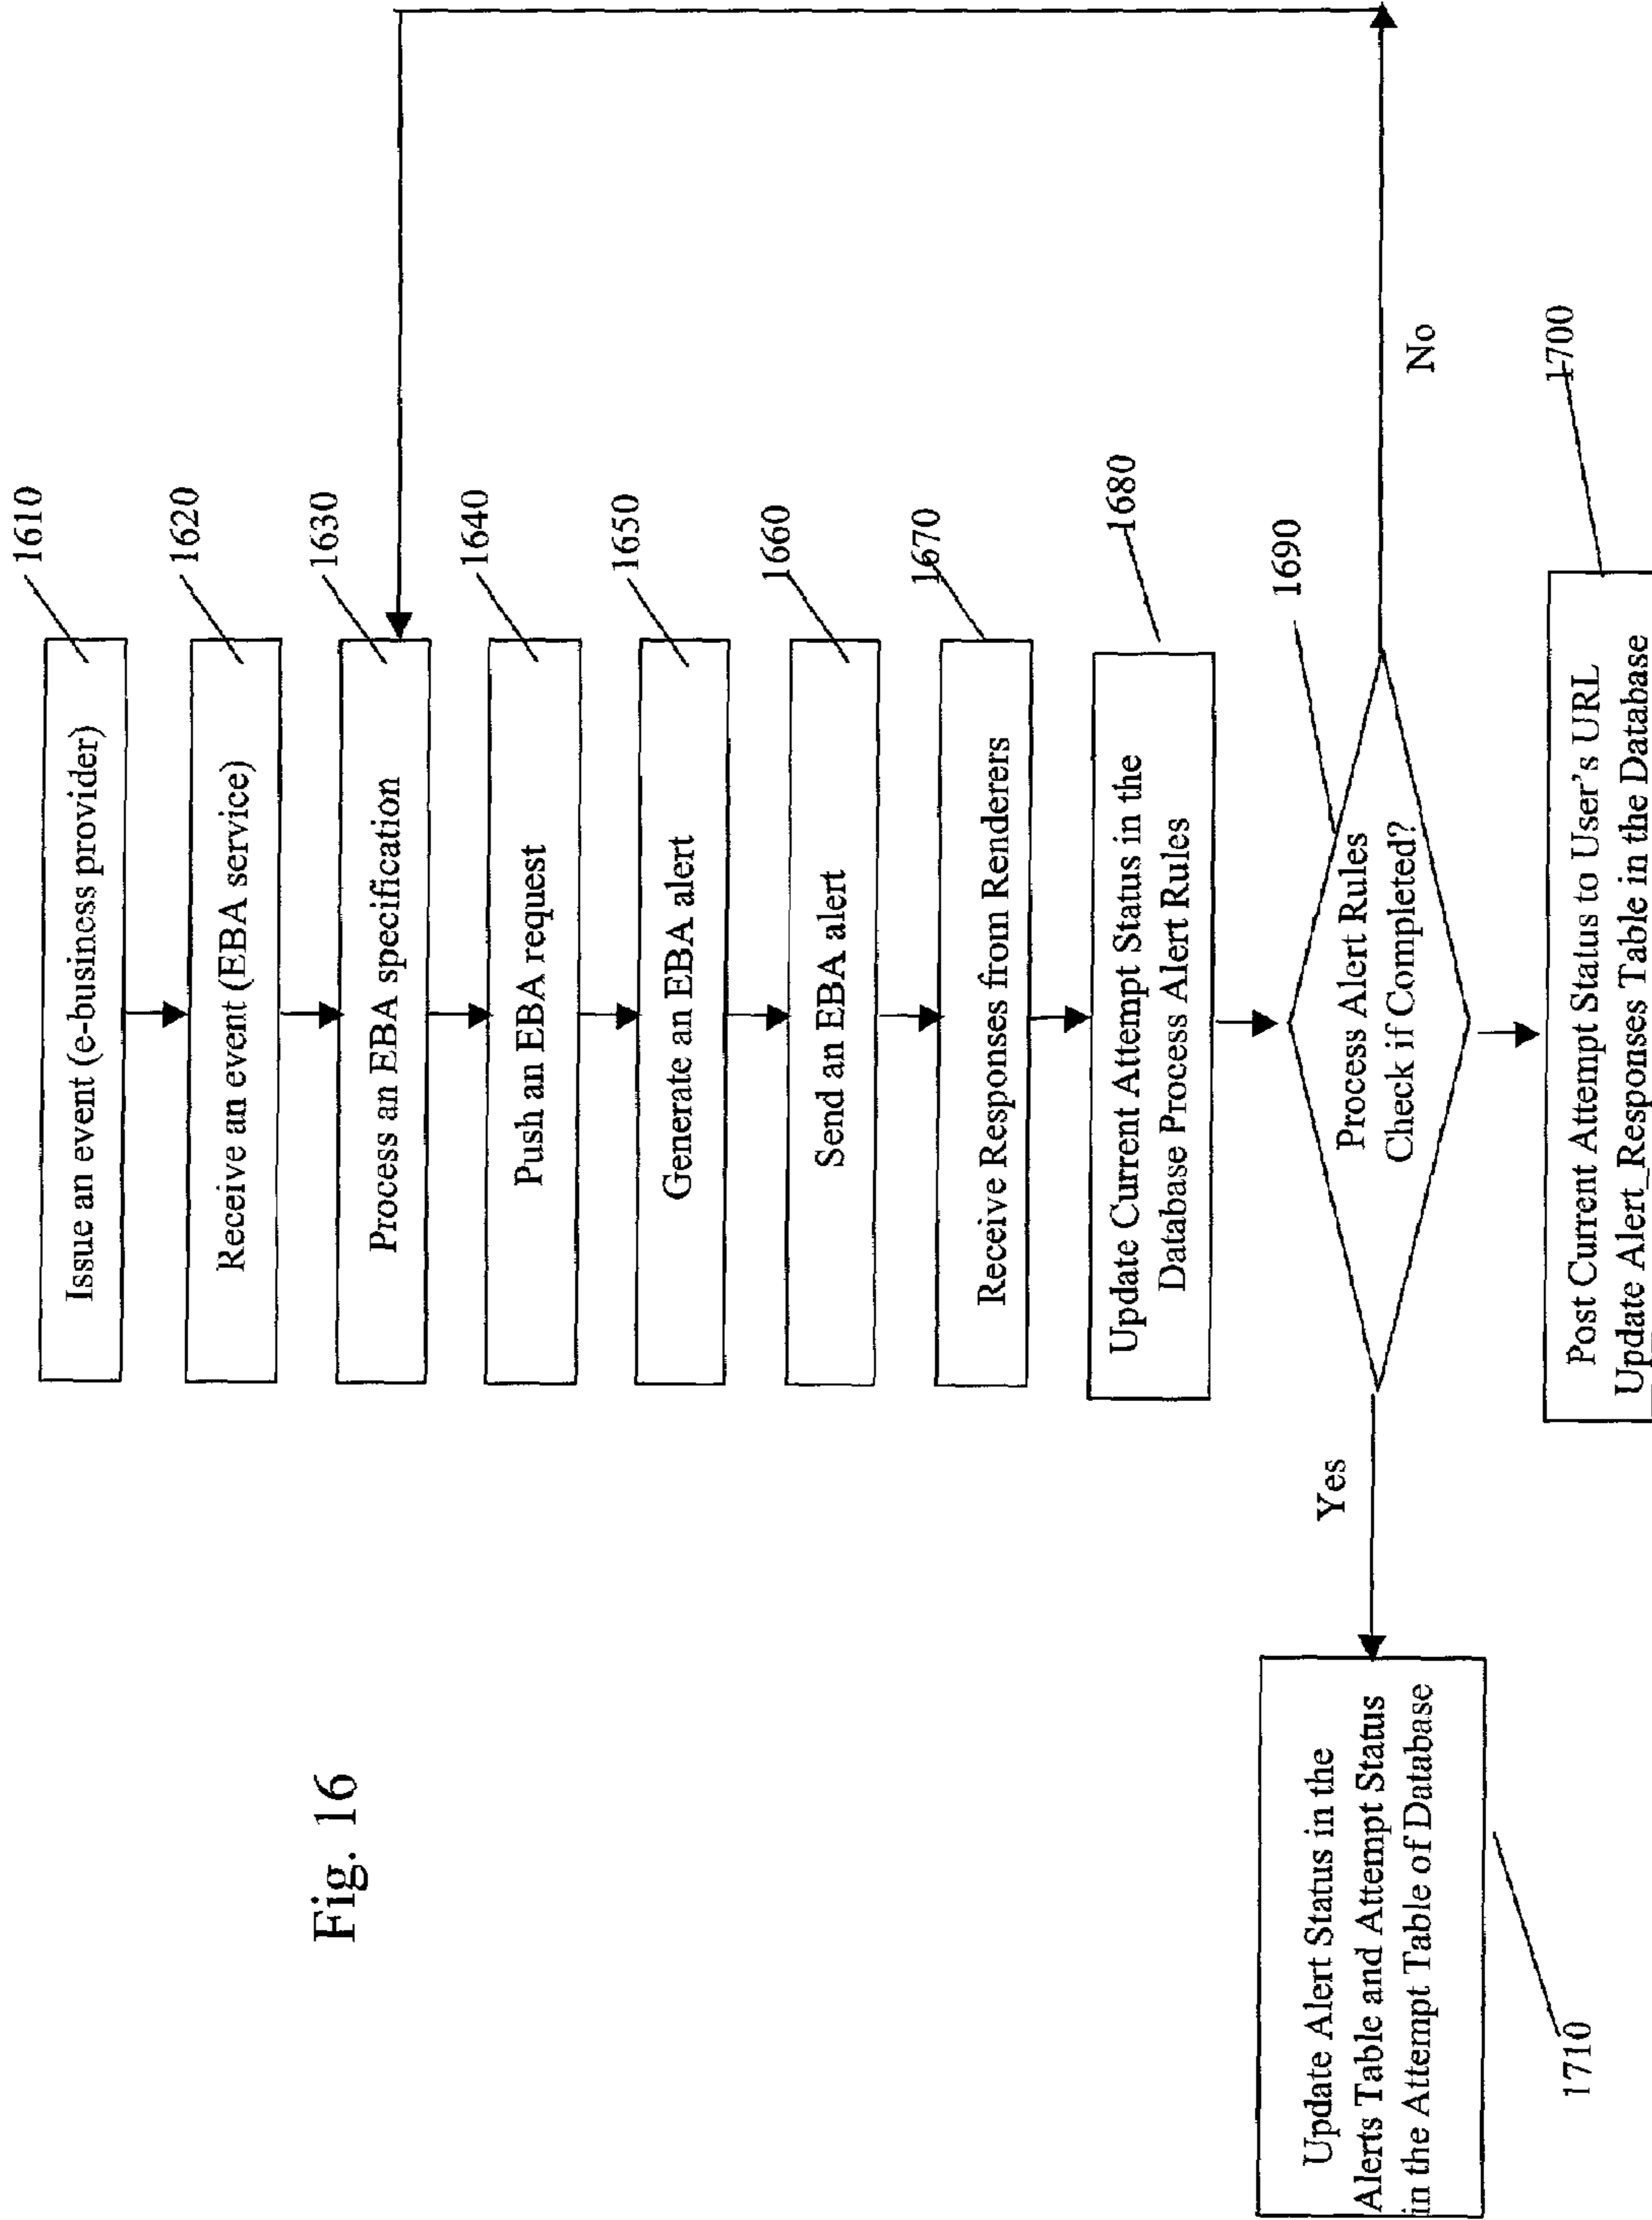 Fig. 16
Issue an event (e-business provider)
1610
Receive an event (EBA service)
1620
Process an EBA specification
1630
Push an EBA request
1640
Generate an EBA alert
1650
Send an EBA alert
1660
Receive Responses from Renderers
1670
Update Current Attempt Status in the
Database Process Alert Rules
1680
Process Alert Rules
Check if Completed?
1690
Yes
No
Update Alert Status in the
Alerts Table and Attempt Status
in the Attempt Table of Database
1710
Post Current Attempt Status to User's URL
Update Alert_Responses Table in the Database
1700